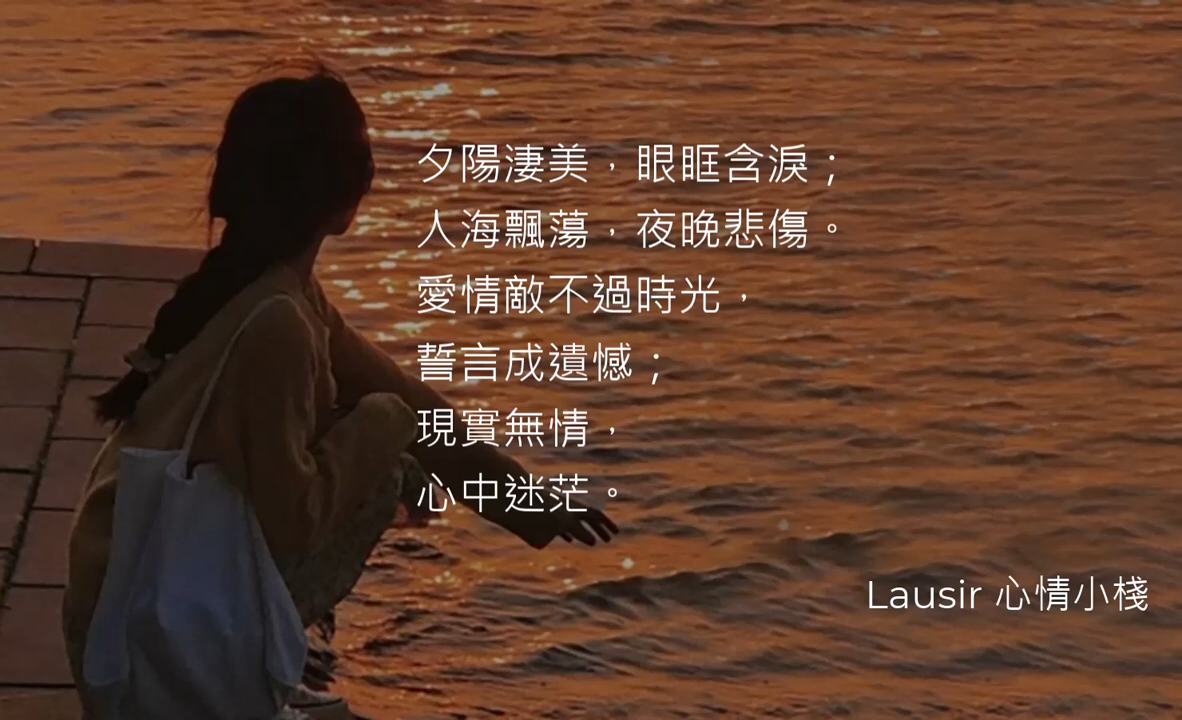 夕陽淒美，眼眶含淚；
人海飄蕩，夜晚悲傷。
愛情敵不過時光，
誓言成遺憾；
現實無情，
心中迷茫。
Lausir 心情小棧